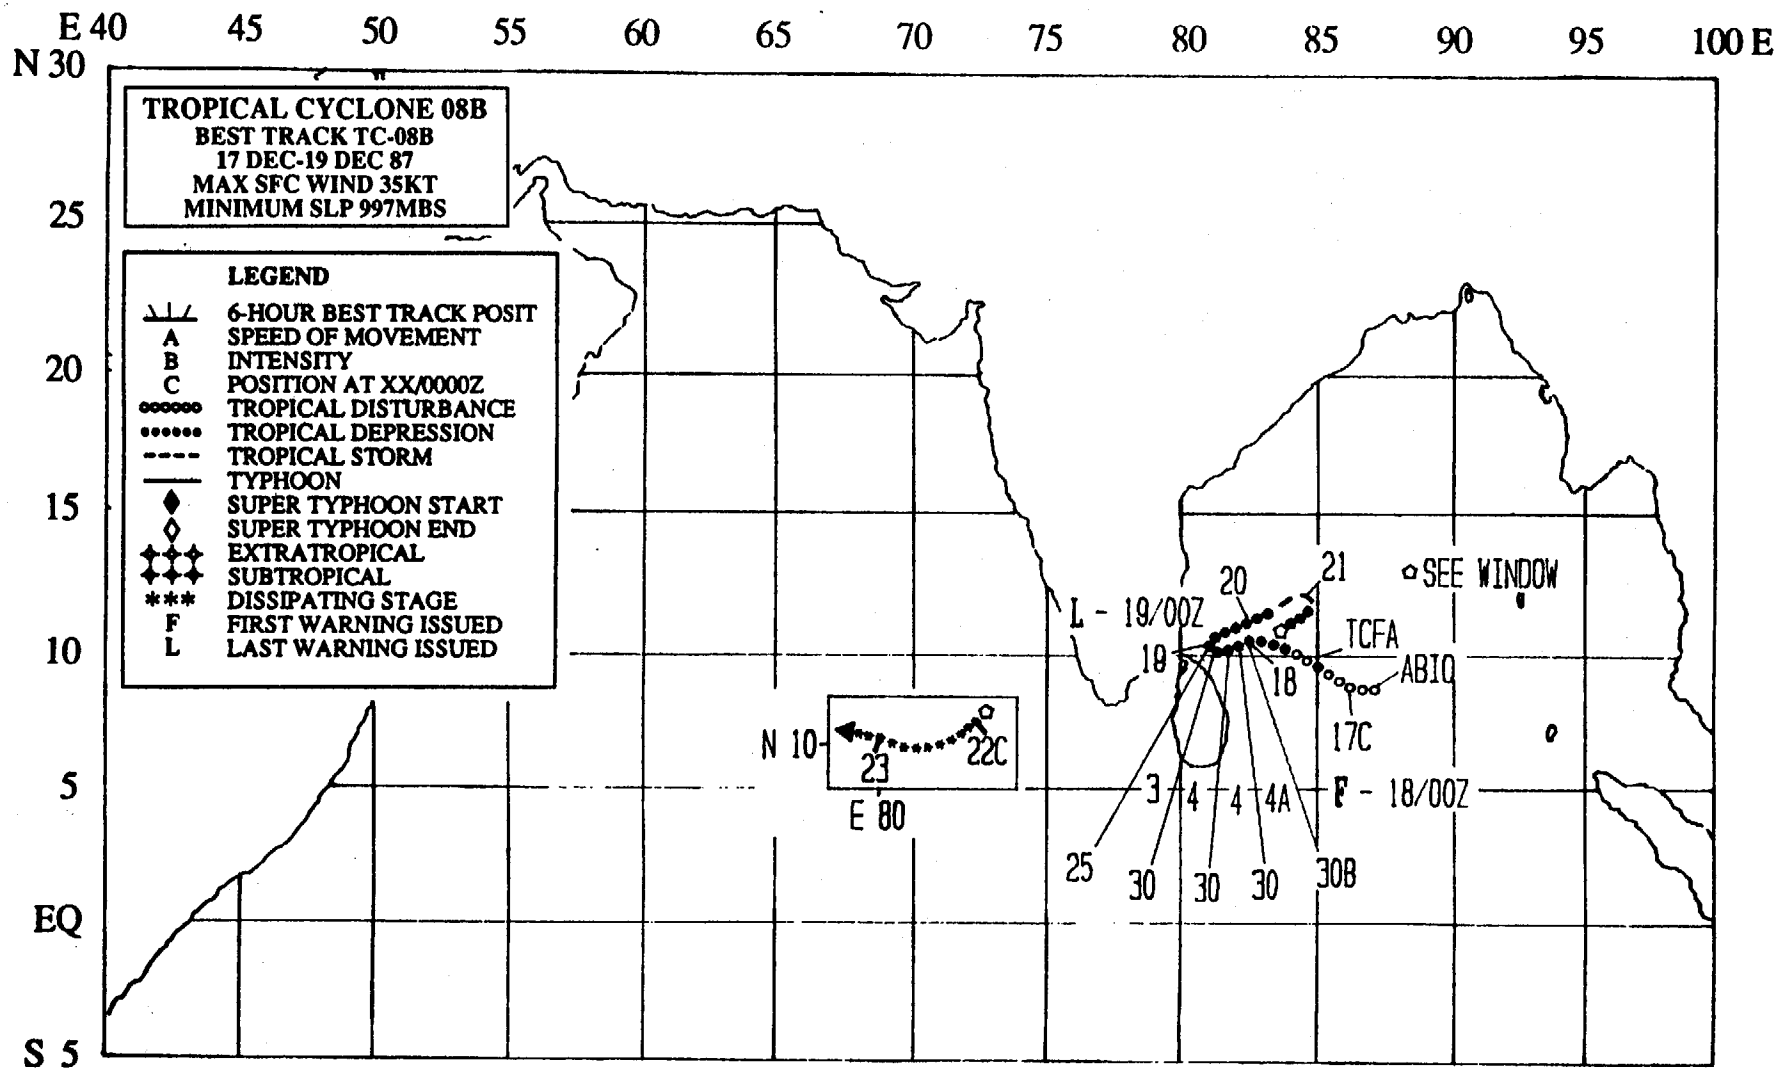 E 40 45 50 55 60 65 70 75 80 85 90 95 100 E
N 30
TROPICAL CYCLONE 08B
BEST TRACK TC-08B
17 DEC-19 DEC 87
MAX SFC WIND 35KT
MINIMUM SLP 997MBS
25
LEGEND
6-HOUR BEST TRACK POSIT
A SPEED OF MOVEMENT
B INTENSITY
C POSITION AT XX/0000Z
TROPICAL DISTURBANCE
TROPICAL DEPRESSION
TROPICAL STORM
TYPHOON
SUPER TYPHOON START
SUPER TYPHOON END
EXTRATROPICAL
SUBTROPICAL
*** DISSIPATING STAGE
F FIRST WARNING ISSUED
L LAST WARNING ISSUED
20
15
10
5
EQ
S 5
20
21
SEE WINDOW
L - 19/00Z
TCFA
19
18
ABIO
17C
N 10
23
22C
E 80
3 4 4 4A
F - 18/00Z
25 30 30 30 30B